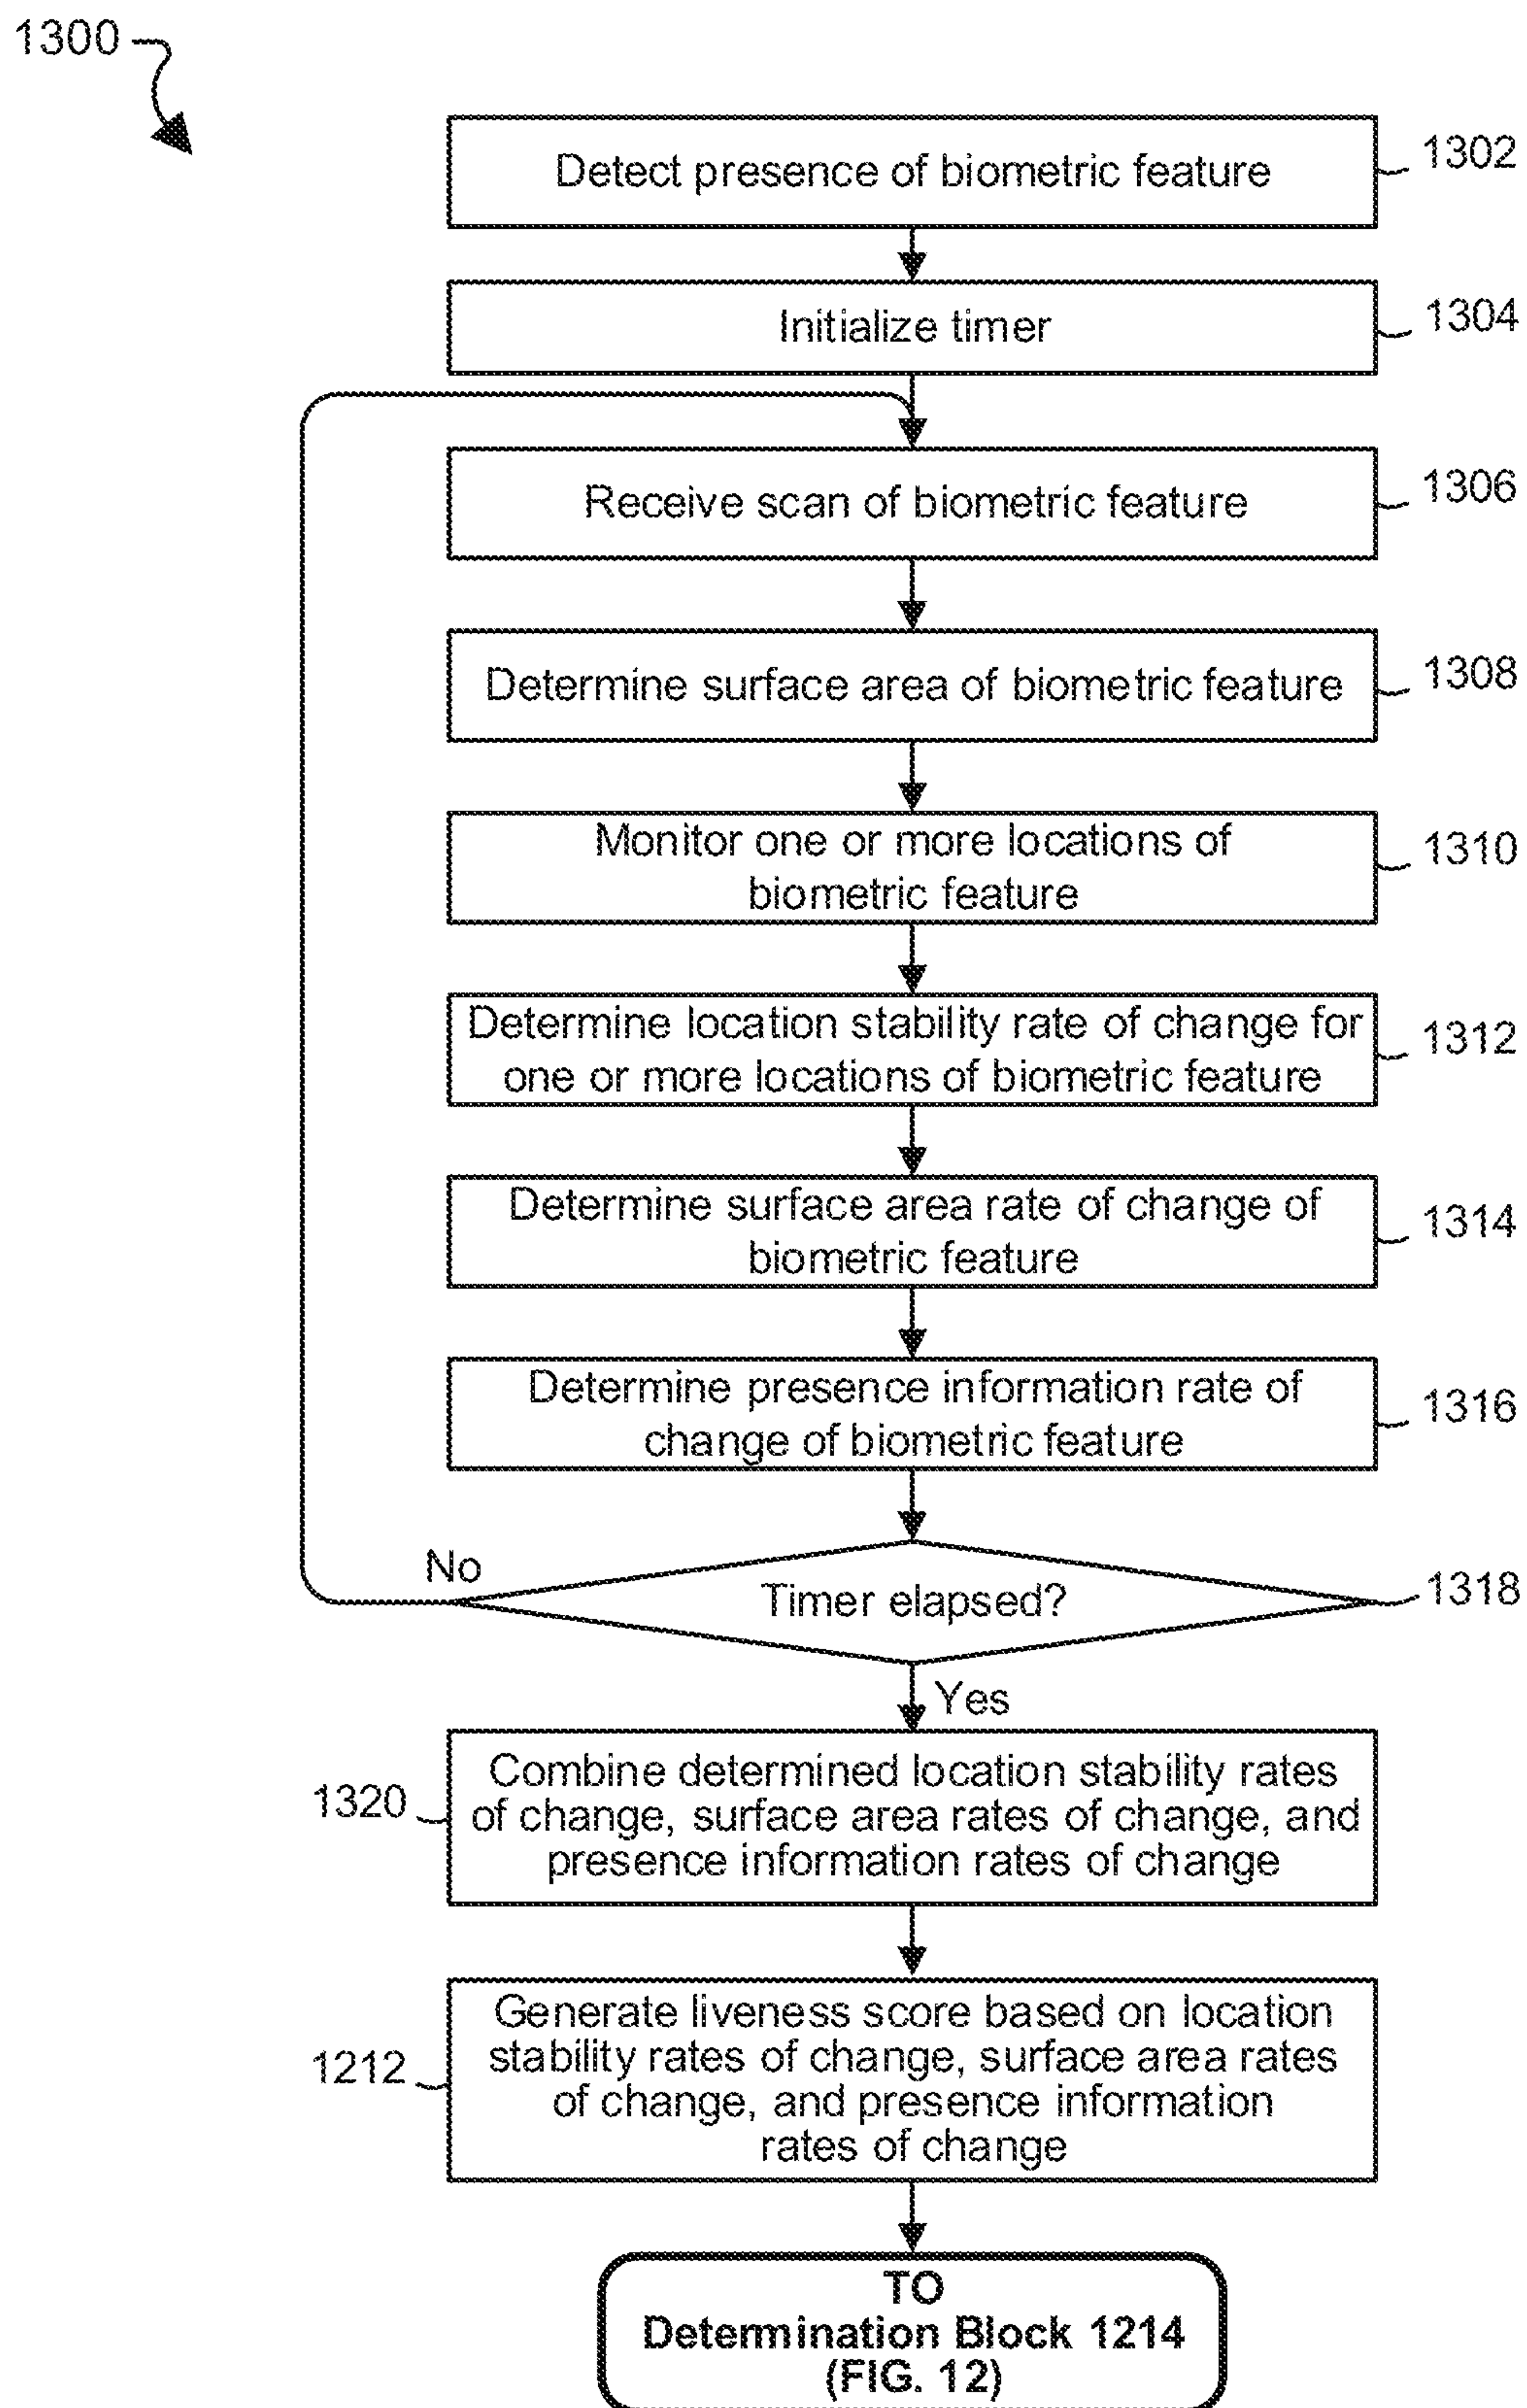 1300
Detect presence of biometric feature
1302
Initialize timer
1304
Receive scan of biometric feature
1306
Determine surface area of biometric feature
1308
Monitor one or more locations of
biometric feature
1310
Determine location stability rate of change for
one or more locations of biometric feature
1312
Determine surface area rate of change of
biometric feature
1314
Determine presence information rate of
change of biometric feature
1316
No
Timer elapsed?
1318
Yes
1320
Combine determined location stability rates
of change, surface area rates of change, and
presence information rates of change
1212
Generate liveness score based on location
stability rates of change, surface area rates
of change, and presence information
rates of change
TO
Determination Block 1214
(FIG. 12)